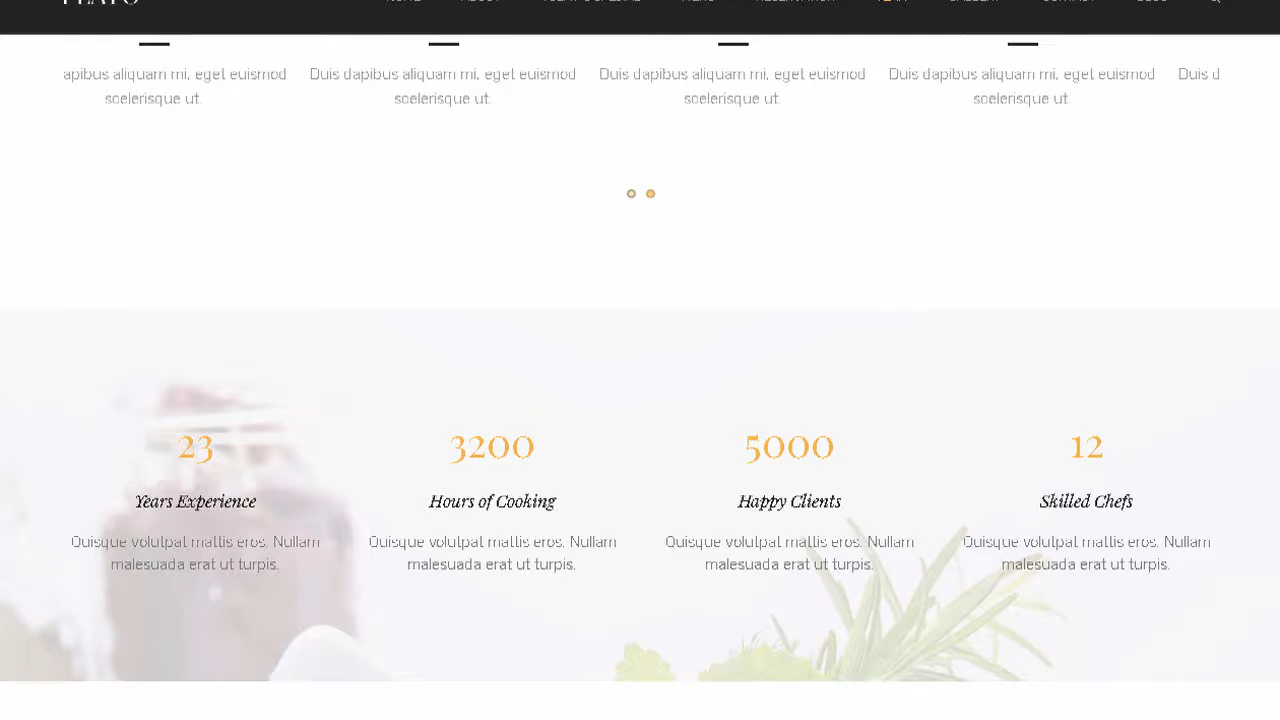 apibus aliquam mi, eget euismod
scelerisque ut.
Duis dapibus aliquam mi, eget euismod
scelerisque ut.
Duis dapibus aliquam mi, eget euismod
scelerisque ut.
Duis dapibus aliquam mi, eget euismod
scelerisque ut.
Duis d
23
Years Experience
Quisque volutpat mattis eros. Nullam
malesuada erat ut turpis.
3200
Hours of Cooking
Quisque volutpat mattis eros. Nullam
malesuada erat ut turpis.
5000
Happy Clients
Quisque volutpat mattis eros. Nullam
malesuada erat ut turpis.
12
Skilled Chefs
Quisque volutpat mattis eros. Nullam
malesuada erat ut turpis.